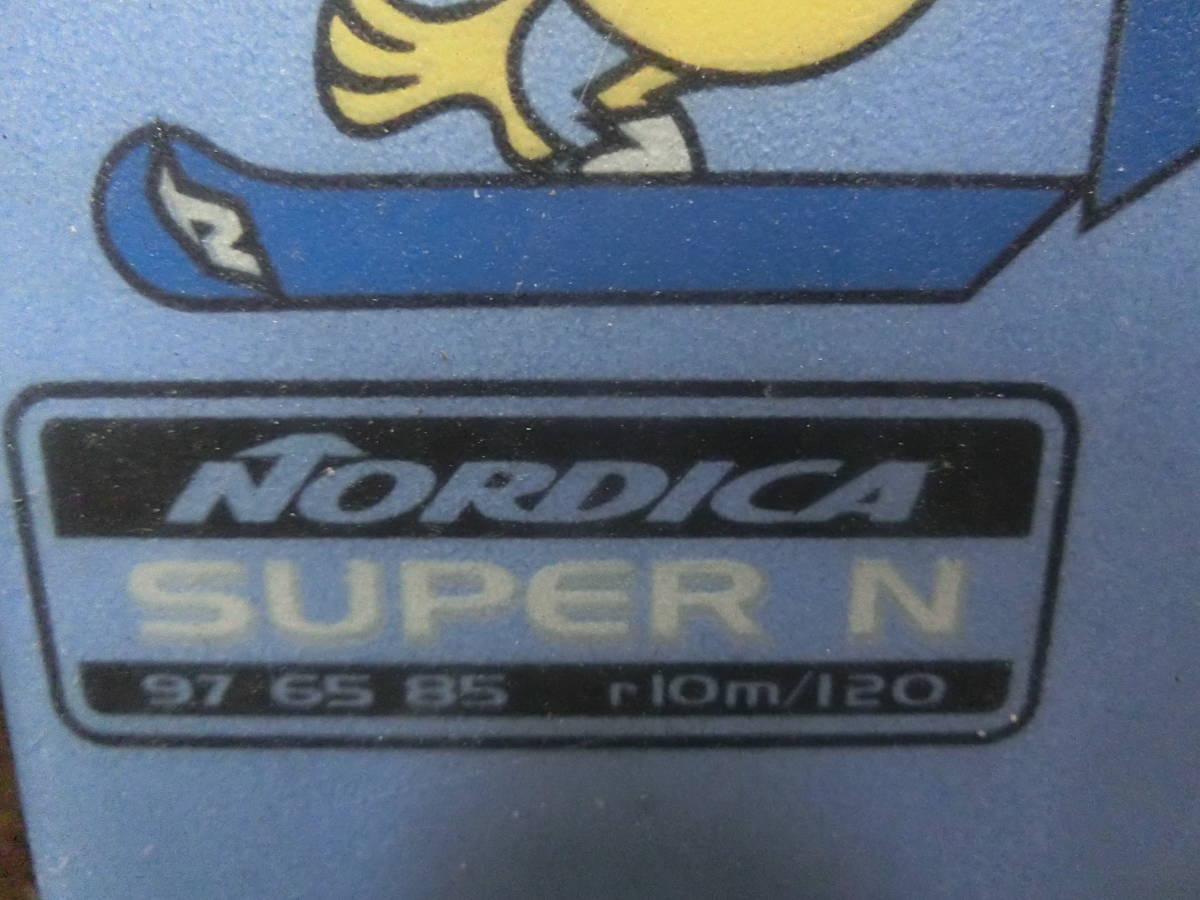 N
NORDICA
SUPER N
97 65 85 r10m/120